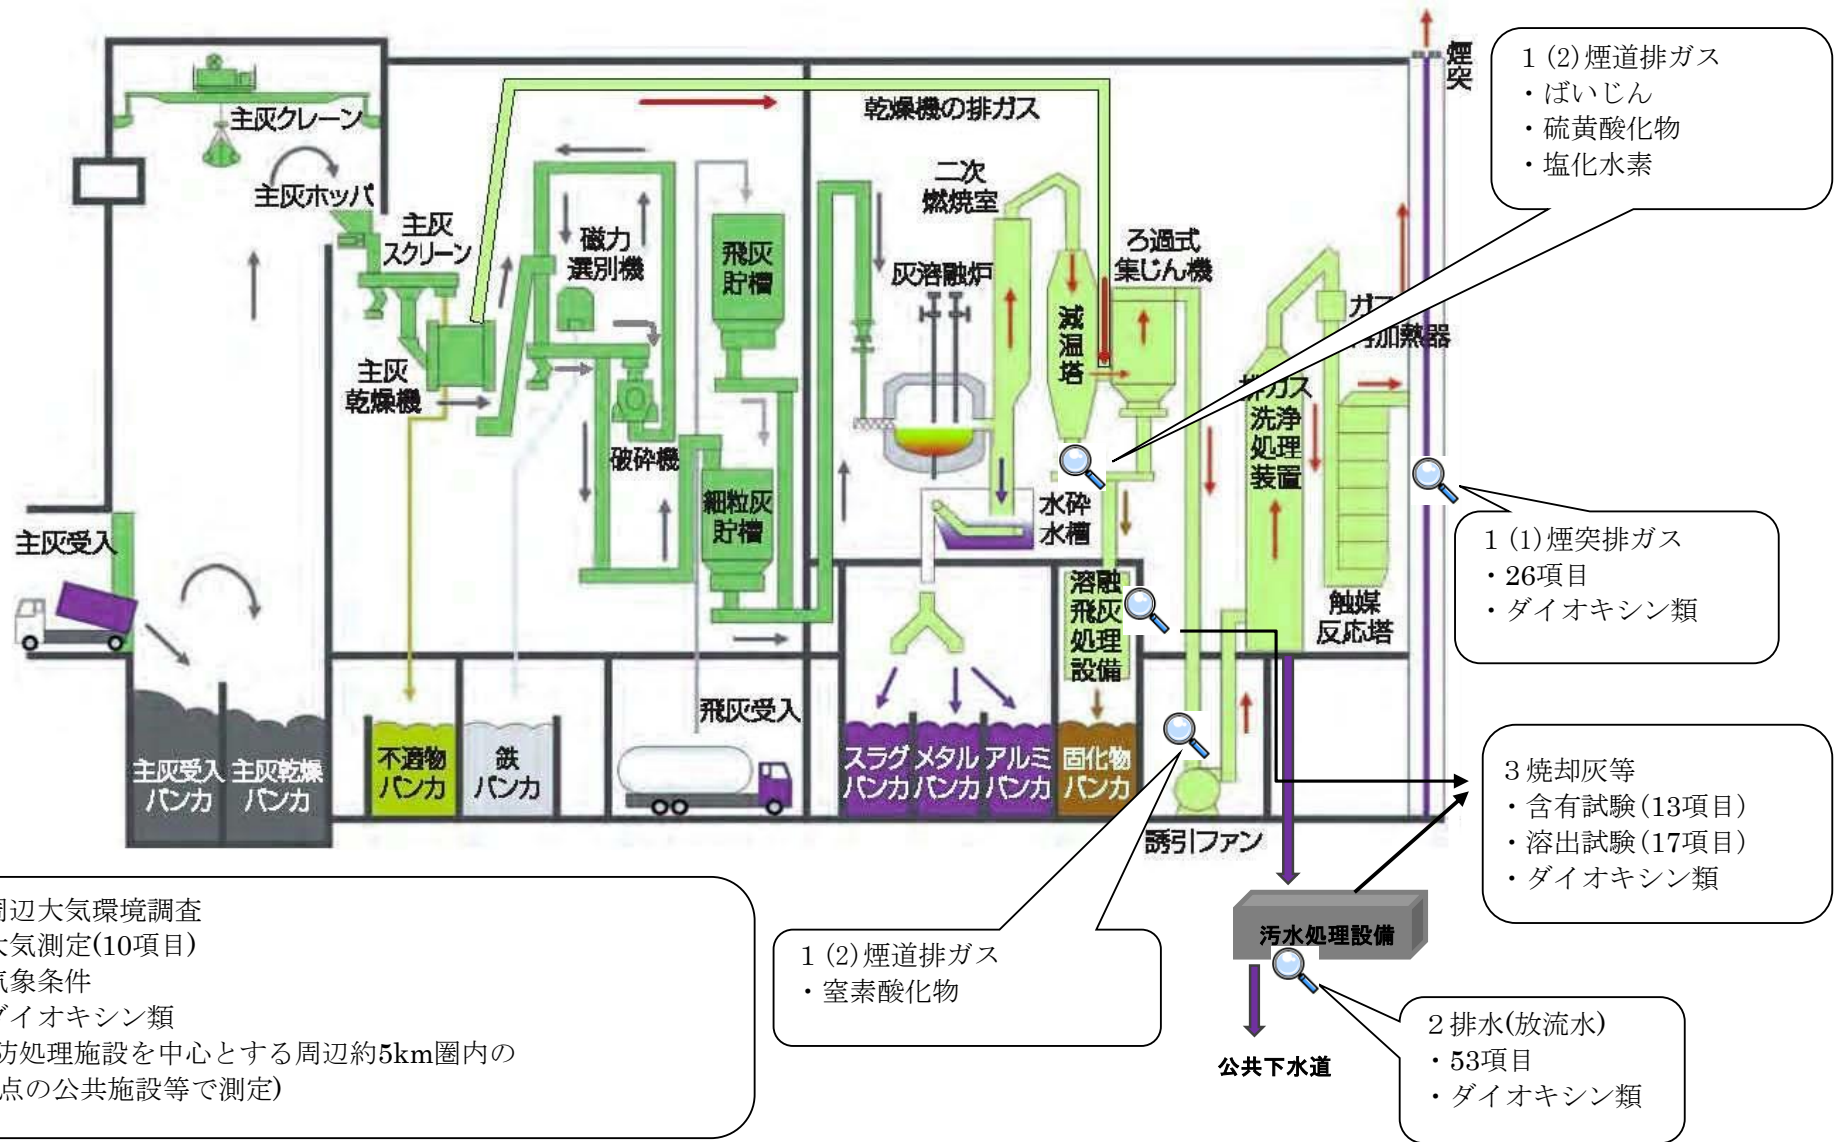 煙突
1 (2)煙道排ガス
・ばいじん
・硫黄酸化物
・塩化水素
主灰クレーン
乾燥機の排ガス
主灰ホッパ
主灰
スクリーン
磁力
選別機
飛灰
貯槽
二次
燃焼室
灰溶融炉
ろ過式
集じん機
減温塔
ガス
加熱器
主灰
乾燥機
破砕機
排ガス
洗浄
処理
装置
細粒灰
貯槽
水砕
水槽
主灰受入
1 (1)煙突排ガス
・26項目
・ダイオキシン類
溶融
飛灰
処理
設備
触媒
反応塔
飛灰受入
主灰受入
バンカ
主灰乾燥
バンカ
不適物
バンカ
鉄
バンカ
スラグ
バンカ
メタル
バンカ
アルミ
バンカ
固化物
バンカ
3 焼却灰等
・含有試験(13項目)
・溶出試験(17項目)
・ダイオキシン類
誘引ファン
周辺大気環境調査
大気測定(10項目)
気象条件
ダイオキシン類
処理施設を中心とする周辺約5km圏内の
点の公共施設等で測定)
1 (2)煙道排ガス
・窒素酸化物
汚水処理設備
公共下水道
2 排水(放流水)
・53項目
・ダイオキシン類